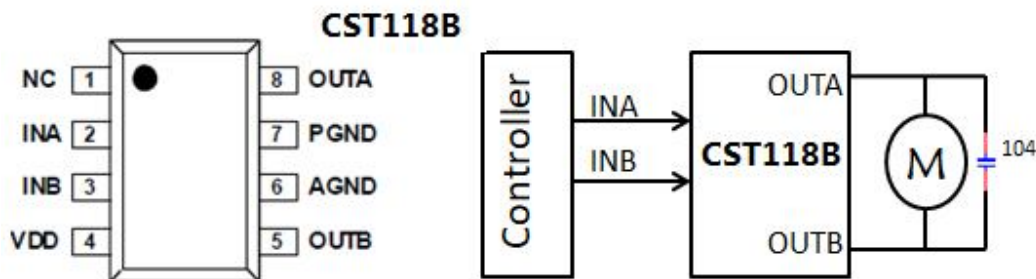 CST118B
NC 1 8 OUTA
INA 2 7 PGND
INB 3 6 AGND
VDD 4 5 OUTB
Controller
INA
INB
OUTA
CST118B
OUTB
M
104